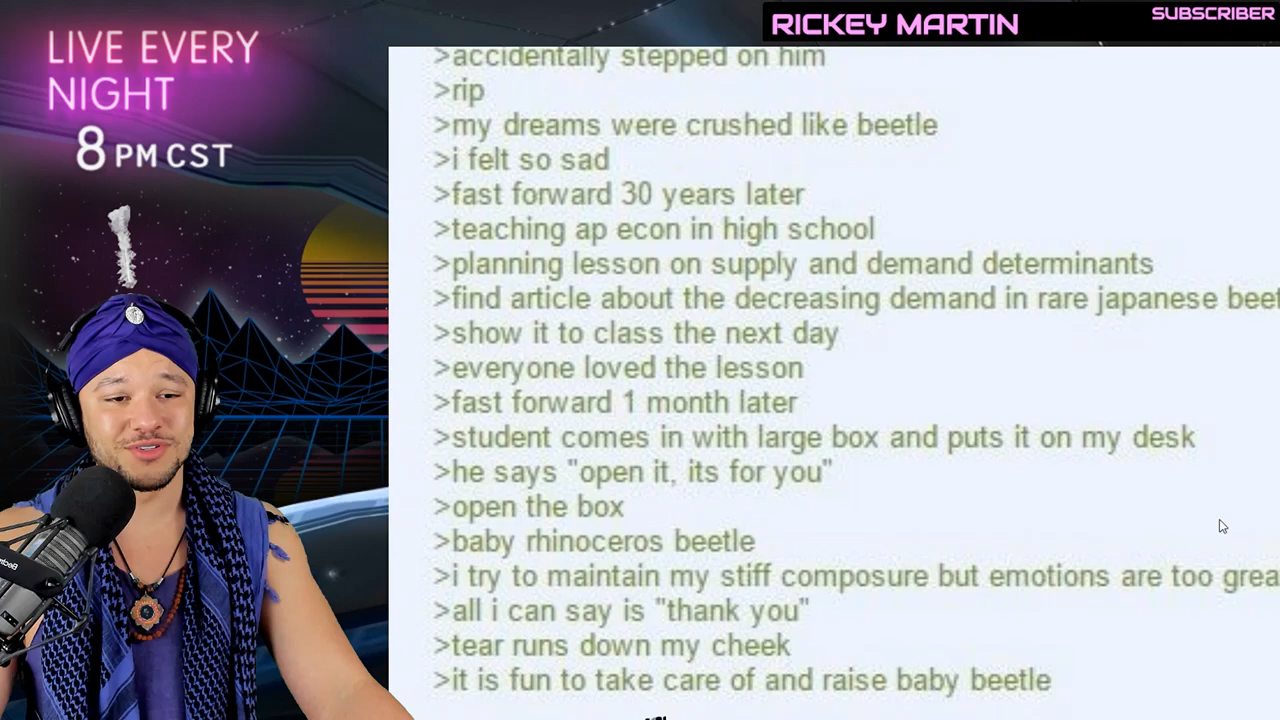 LIVE EVERY
NIGHT
8 PM CST
RICKEY MARTIN
SUBSCRIBER
>accidentally stepped on him
>rip
>my dreams were crushed like beetle
>i felt so sad
>fast forward 30 years later
>teaching ap econ in high school
>planning lesson on supply and demand determinants
>find article about the decreasing demand in rare japanese
>show it to class the next day
>everyone loved the lesson
>fast forward 1 month later
>student comes in with large box and puts it on my desk
>he says "open it, its for you"
>open the box
>baby rhinoceros beetle
>i try to maintain my stiff composure but emotions are too
>all i can say is "thank you"
>tear runs down my cheek
>it is fun to take care of and raise baby beetle